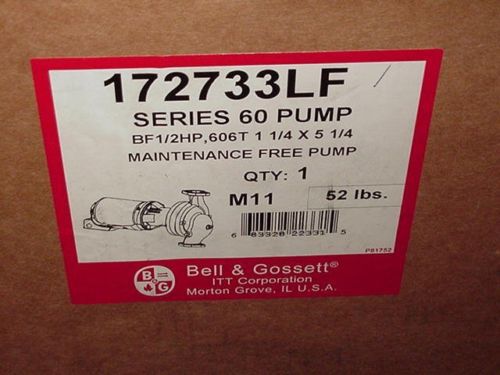 172733LF
SERIES 60 PUMP
BF1/2HP,606T 1 1/4 X 5 1/4
MAINTENANCE FREE PUMP
QTY: 1
M11
52 lbs.
6 83320 22331 5
P81752
B&G
Bell & Gossett®
ITT Corporation
Morton Grove, IL U.S.A.